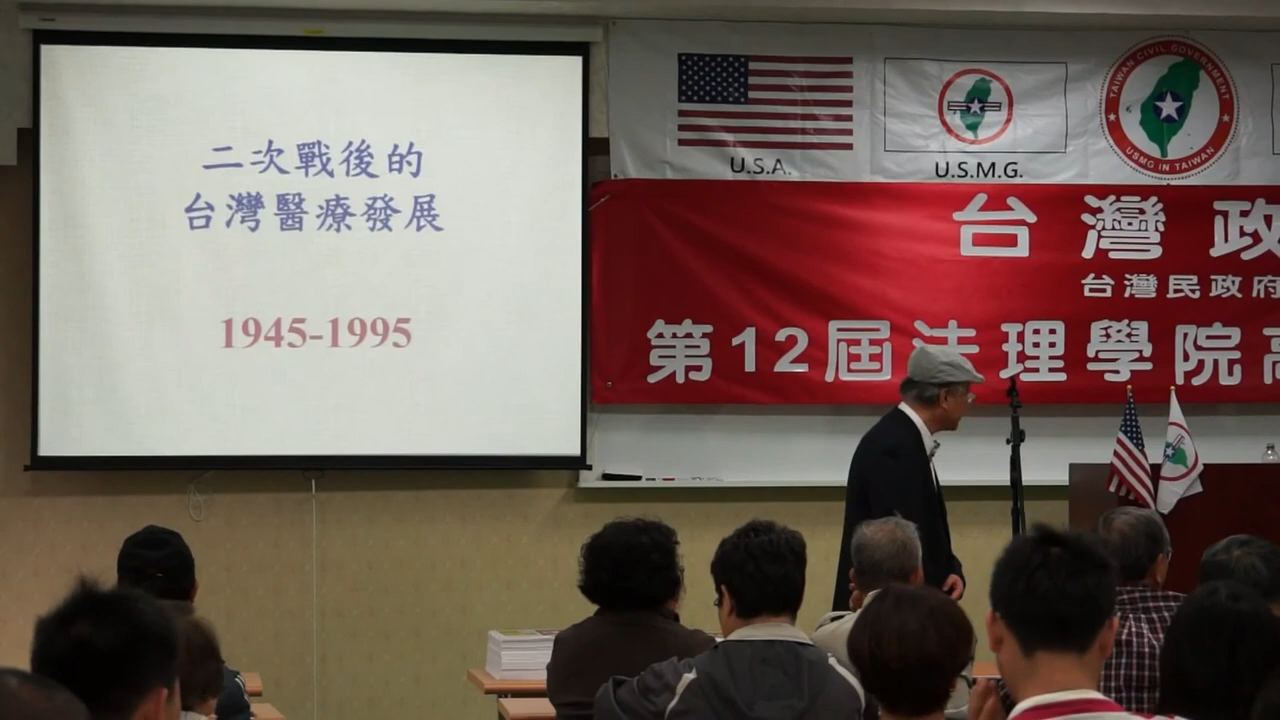 二次戰後的
台灣醫療發展
1945-1995
U.S.A.
U.S.M.G.
TAIWAN CIVIL GOVERNMENT
USMG IN TAIWAN
台灣政
台灣民政府
第12屆法理學院高